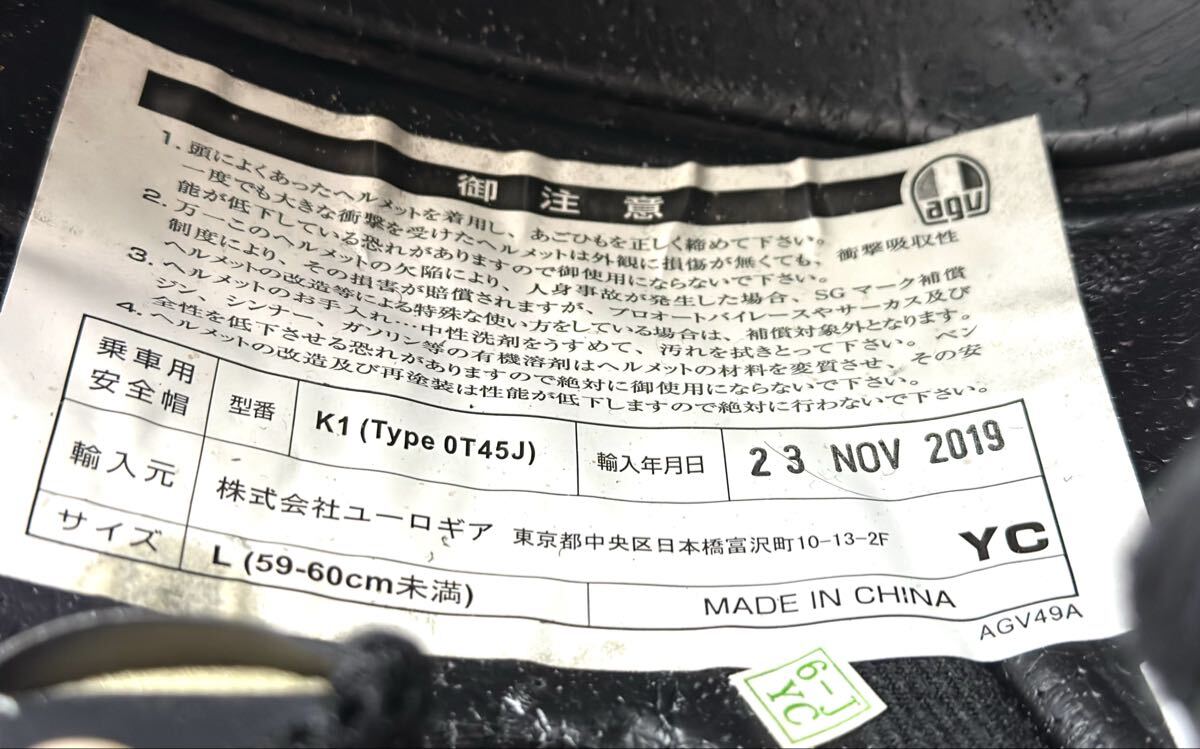 御注意
agv
1. 頭によくあったヘルメットを着用し、あごひもを正しく締めて下さい。
一度でも大きな衝撃を受けたヘルメットは外観に損傷が無くても、衝撃吸収性
能が低下している恐れがありますので御使用にならないで下さい。
2. 万一このヘルメットの欠陥により、人身事故が発生した場合、SGマーク補償
制度により、その損害が賠償されますが、プロオートバイレースやサーカス及び
ヘルメットの改造等による特殊な使い方をしている場合は、補償対象外となります。
3. ヘルメットのお手入れ…中性洗剤をうすめて、汚れを拭きとって下さい。ベン
ジン、シンナー、ガソリン等の有機溶剤はヘルメットの材料を変質させ、その安
全性を低下させる恐れがありますので絶対に御使用にならないで下さい。
4. ヘルメットの改造及び再塗装は性能が低下しますので絶対に行わないで下さい。
乗車用
安全帽
型番
K1 (Type 0T45J)
輸入年月日
23 NOV 2019
輸入元
株式会社ユーロギア 東京都中央区日本橋富沢町10-13-2F
YC
サイズ
L (59-60cm未満)
MADE IN CHINA
AGV49A
6-J
YC